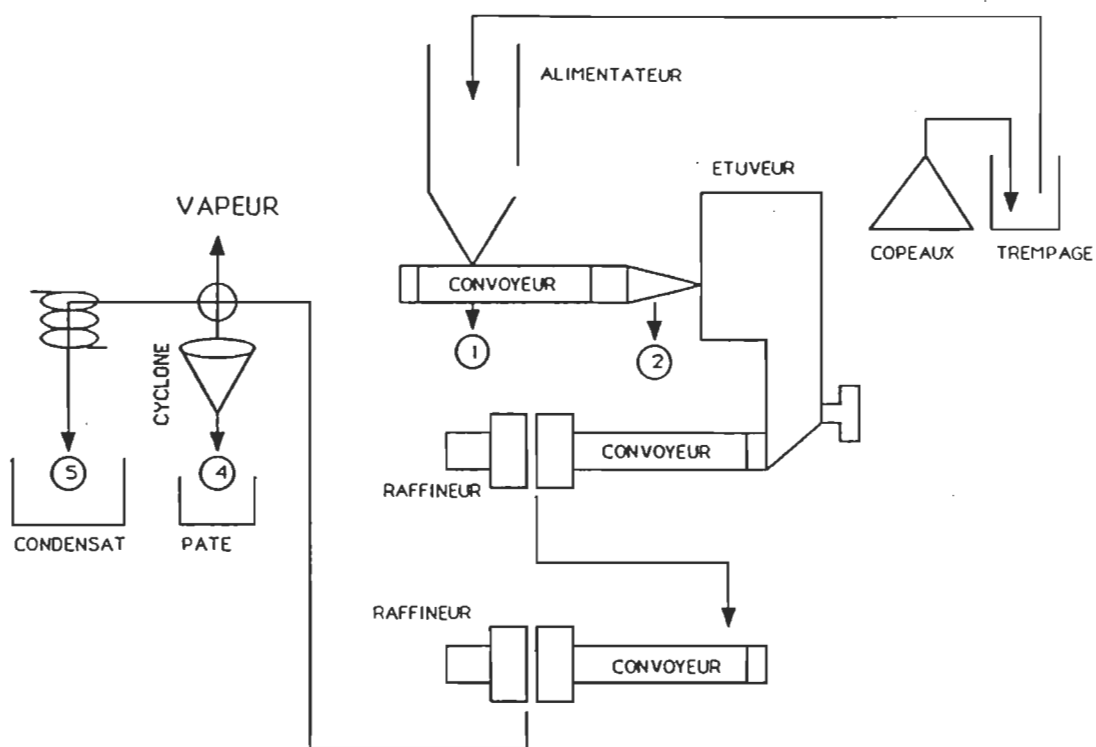 ALIMENTATEUR
ETUVEUR
VAPEUR
COPEAUX
TREMPAGE
CONVOYEUR
1
2
CYCLONE
CONVOYEUR
5
4
RAFFINEUR
CONDENSAT
PATE
RAFFINEUR
CONVOYEUR